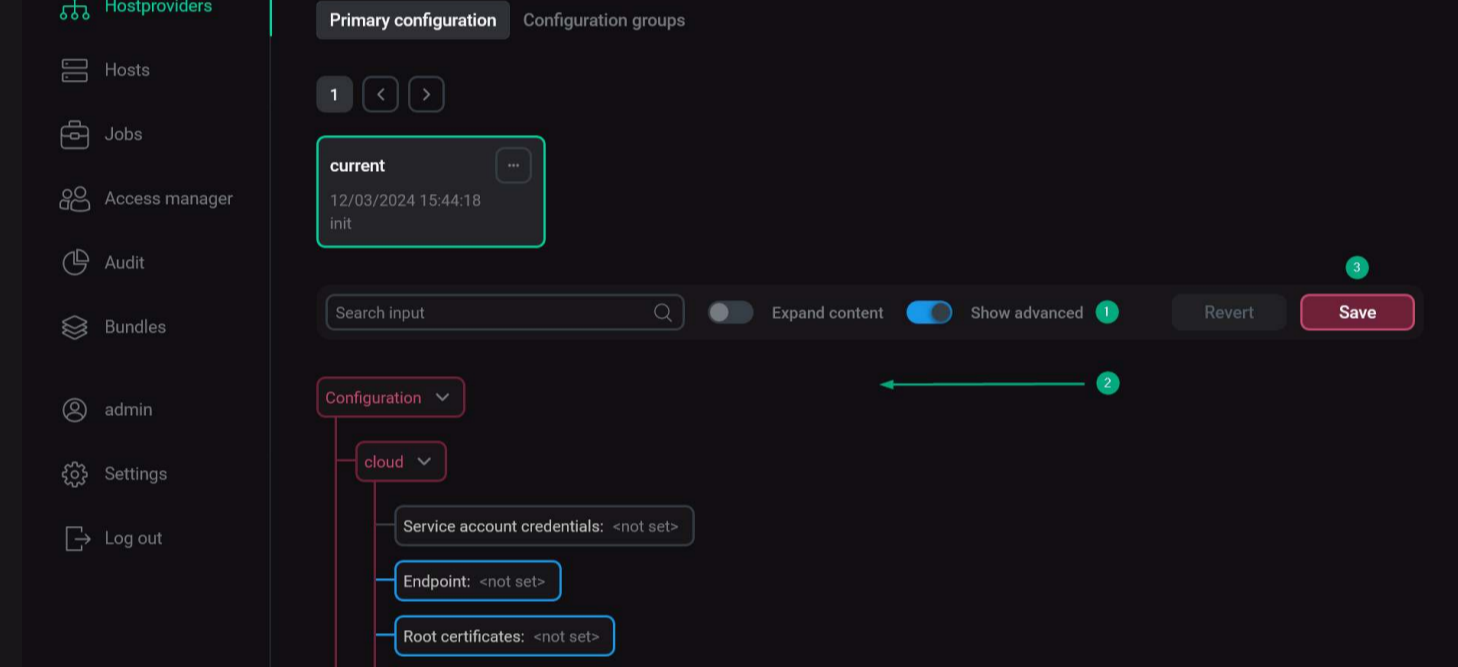 Hostproviders
Primary configuration Configuration groups
Hosts
1 < >
Jobs
current ...
Access manager
12/03/2024 15:44:18
init
Audit
3
Search input Expand content Show advanced 1 Revert Save
Bundles
2
Configuration
admin
cloud
Settings
Service account credentials: <not set>
Log out
Endpoint: <not set>
Root certificates: <not set>